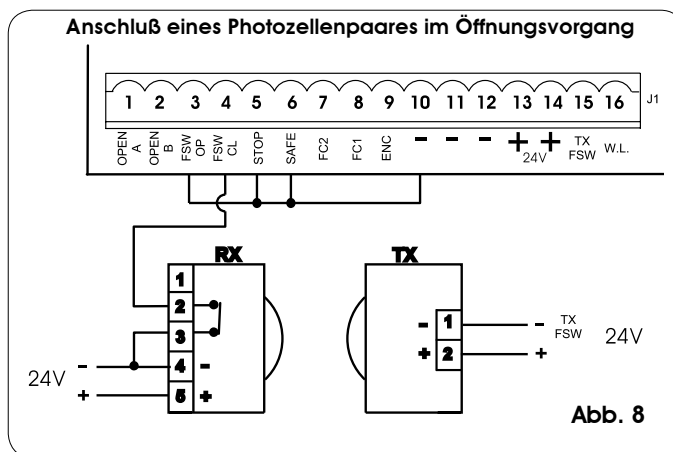 Anschluß eines Photozellenpaares im Öffnungsvorgang
1 2 3 4 5 6 7 8 9 10 11 12 13 14 15 16 J1
OPEN A
OPEN B
FSW OP
FSW CL
STOP
SAFE
FC2
FC1
ENC
-
-
-
+ +
24V
TX FSW
W.L.
RX
1
2
3
4 -
5 +
24V
-
+
TX
- 1
+ 2
- TX FSW
+
24V
Abb. 8